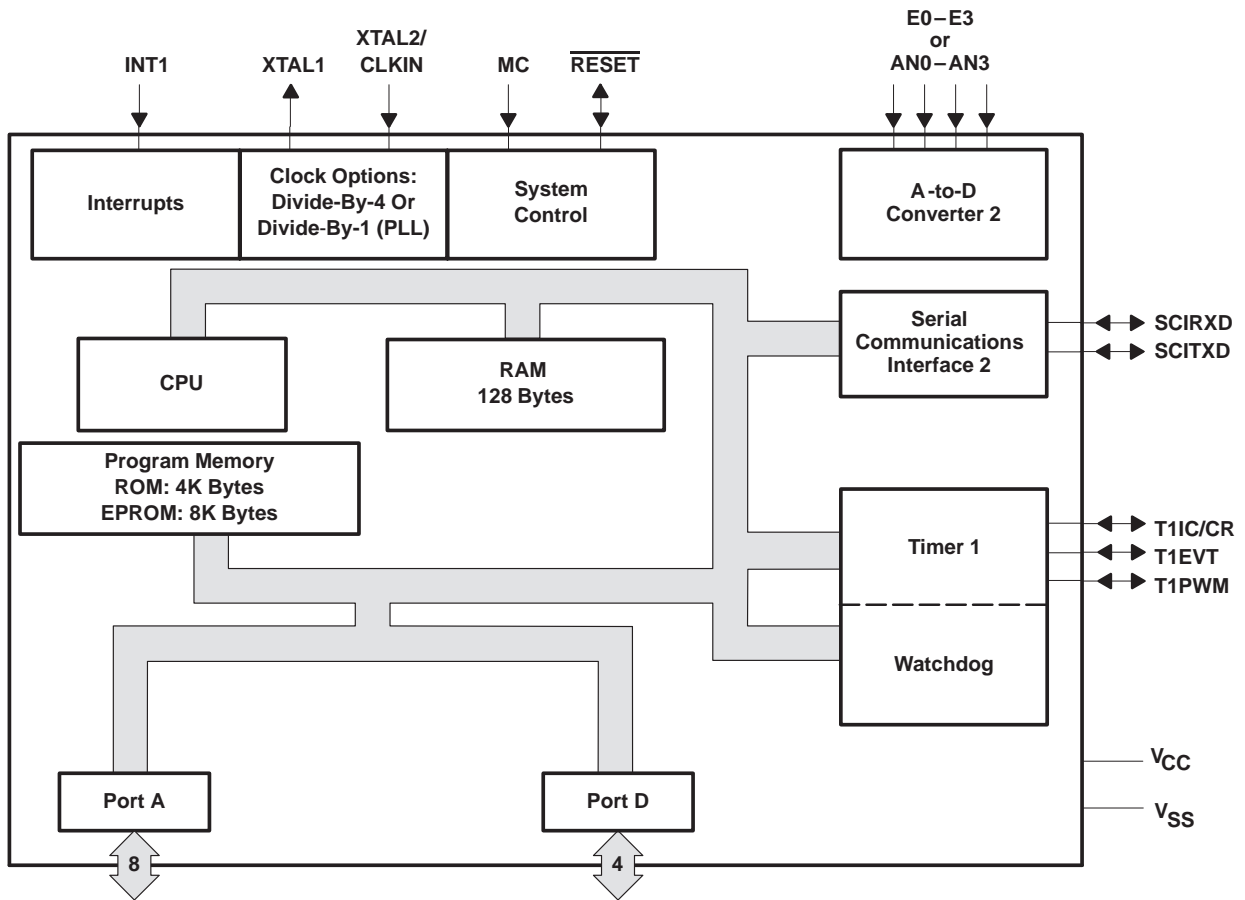 E0–E3
or
AN0–AN3
INT1
XTAL1
XTAL2/
CLKIN
MC
RESET
Interrupts
Clock Options:
Divide-By-4 Or
Divide-By-1 (PLL)
System
Control
A-to-D
Converter 2
Serial
Communications
Interface 2
SCIRXD
SCITXD
CPU
RAM
128 Bytes
Program Memory
ROM: 4K Bytes
EPROM: 8K Bytes
Timer 1
T1IC/CR
T1EVT
T1PWM
Watchdog
VCC
VSS
Port A
Port D
8
4